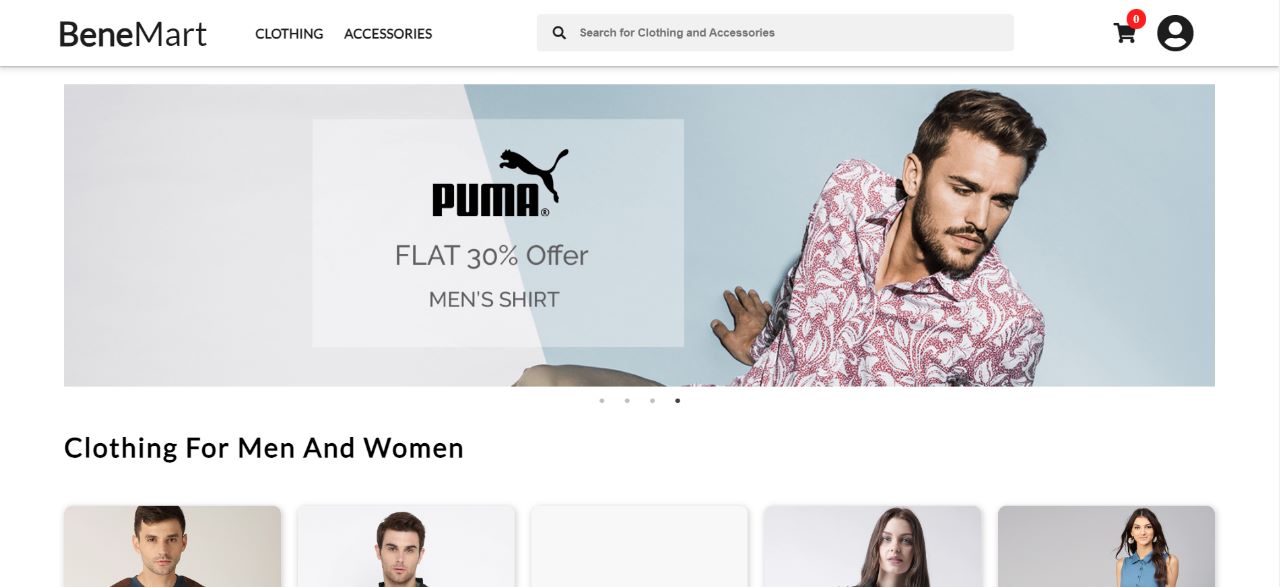 BeneMart CLOTHING ACCESSORIES Search for Clothing and Accessories 0
PUMA®
FLAT 30% Offer
MEN'S SHIRT
Clothing For Men And Women